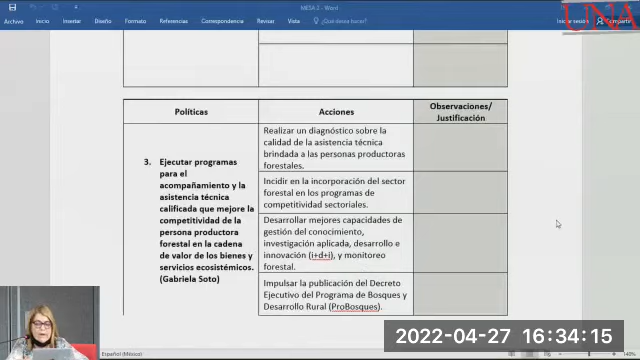 MESA 2 - Word
Archivo Inicio Insertar Diseño Formato Referencias Correspondencia Revisar Vista ¿Qué desea hacer? Iniciar sesión Compartir
UNA
Políticas Acciones Observaciones/
Justificación
3. Ejecutar programas
para el
acompañamiento y la
asistencia técnica
calificada que mejore la
competitividad de la
persona productora
forestal en la cadena
de valor de los bienes y
servicios ecosistémicos.
(Gabriela Soto)
Realizar un diagnóstico sobre la
calidad de la asistencia técnica
brindada a las personas productoras
forestales.
Incidir en la incorporación del sector
forestal en los programas de
competitividad sectoriales.
Desarrollar mejores capacidades de
gestión del conocimiento,
investigación aplicada, desarrollo e
innovación (i+d+i), y monitoreo
forestal.
Impulsar la publicación del Decreto
Ejecutivo del Programa de Bosques y
Desarrollo Rural (ProBosques).
2022-04-27 16:34:15
Español (México)
140%